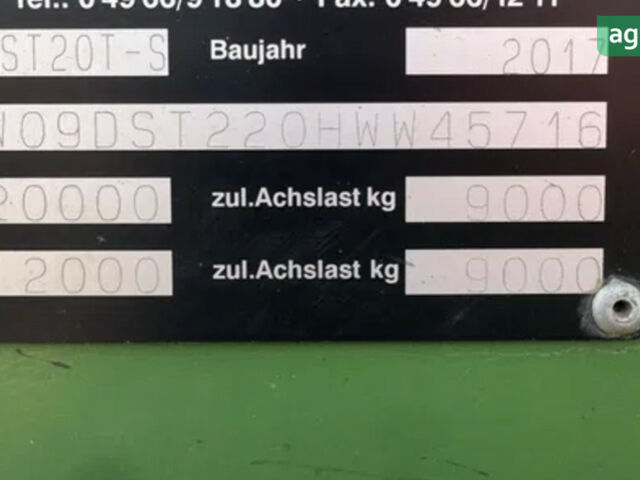 ag
ST20T-S Baujahr 2017
W09DST220HWW45716
20000 zul.Achslast kg 9000
2000 zul.Achslast kg 9000